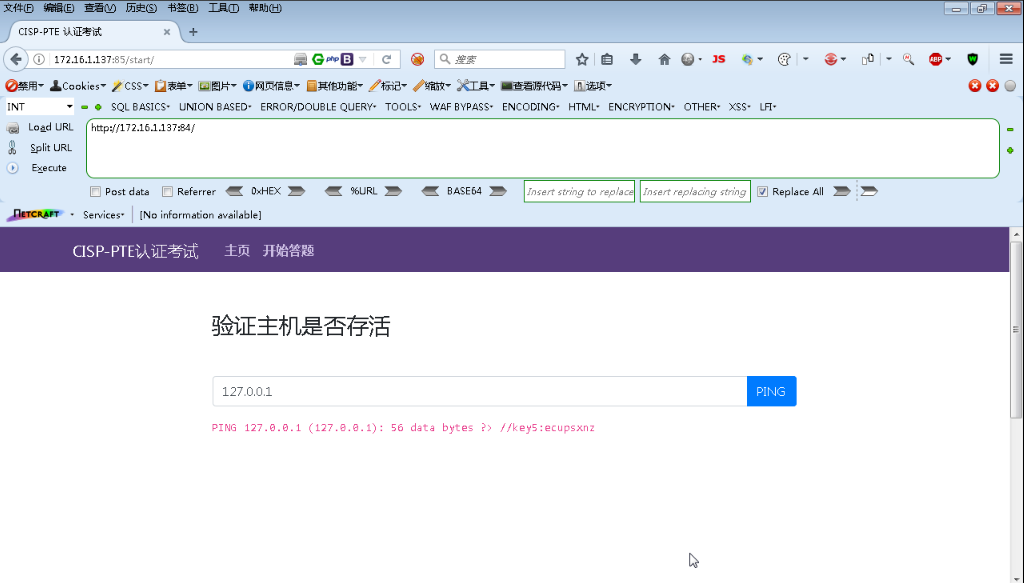 文件(F) 编辑(E) 查看(V) 历史(S) 书签(B) 工具(T) 帮助(H)
CISP-PTE 认证考试
172.16.1.137:85/start/
php B
搜索
JS
ABP
W
禁用 Cookies CSS 表单 图片 网页信息 其他功能 标记 缩放 工具 查看源代码 选项
INT
SQL BASICS UNION BASED ERROR/DOUBLE QUERY TOOLS WAF BYPASS ENCODING HTML ENCRYPTION OTHER XSS LFI
Load URL
http://172.16.1.137:84/
Split URL
Execute
Post data Referrer 0xHEX %URL BASE64 Insert string to replace Insert replacing string Replace All
NETCRAFT Services [No information available]
CISP-PTE认证考试 主页 开始答题
验证主机是否存活
127.0.0.1 PING
PING 127.0.0.1 (127.0.0.1): 56 data bytes ?> //key5:ecupsxnz